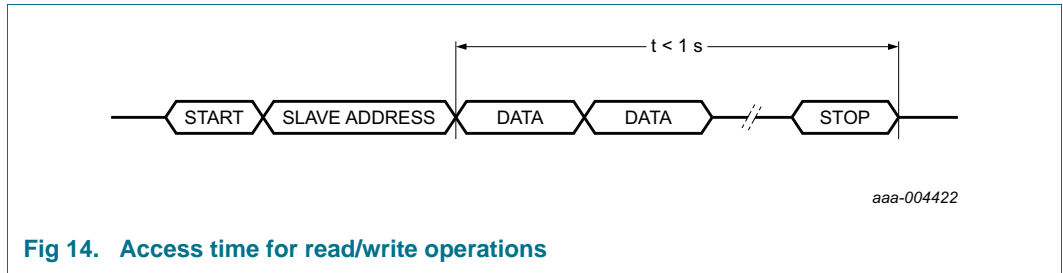 t < 1 s
START SLAVE ADDRESS DATA DATA STOP
aaa-004422
Fig 14. Access time for read/write operations